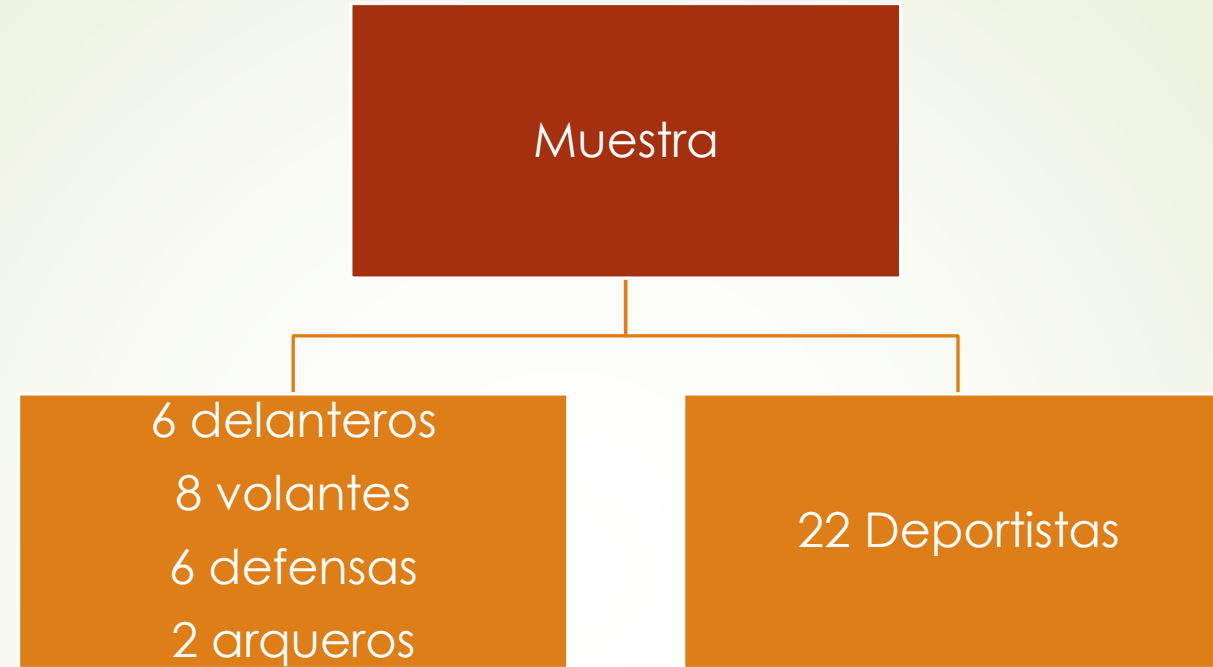 Muestra
6 delanteros
8 volantes
6 defensas
2 arqueros
22 Deportistas